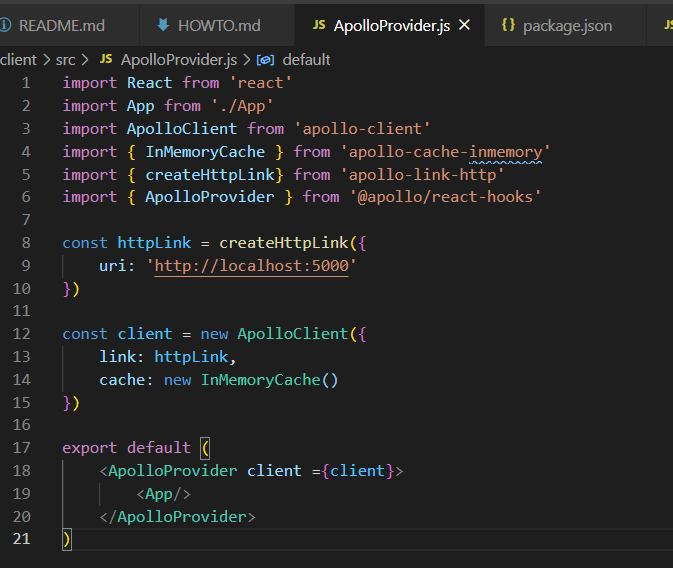 README.md HOWTO.md JS ApolloProvider.js {} package.json
client > src > JS ApolloProvider.js > default
1 import React from 'react'
2 import App from './App'
3 import ApolloClient from 'apollo-client'
4 import { InMemoryCache } from 'apollo-cache-inmemory'
5 import { createHttpLink} from 'apollo-link-http'
6 import { ApolloProvider } from '@apollo/react-hooks'
7
8 const httpLink = createHttpLink({
9 uri: 'http://localhost:5000'
10 })
11
12 const client = new ApolloClient({
13 link: httpLink,
14 cache: new InMemoryCache()
15 })
16
17 export default (
18 <ApolloProvider client ={client}>
19 <App/>
20 </ApolloProvider>
21 )